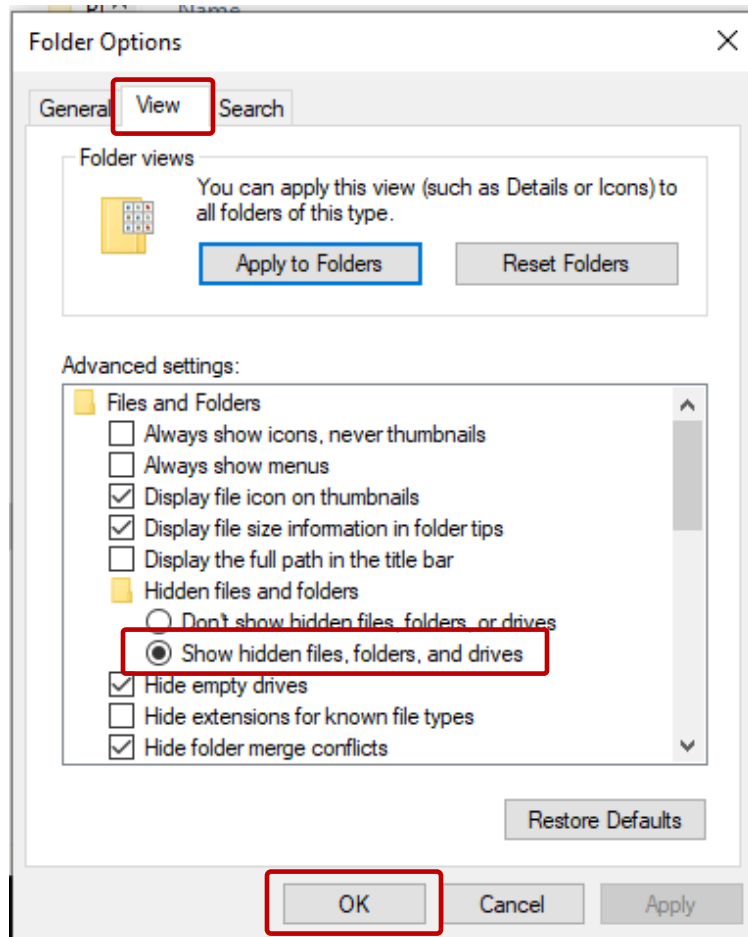 Name
Folder Options
General View Search
Folder views
You can apply this view (such as Details or Icons) to
all folders of this type.
Apply to Folders Reset Folders
Advanced settings:
Files and Folders
Always show icons, never thumbnails
Always show menus
Display file icon on thumbnails
Display file size information in folder tips
Display the full path in the title bar
Hidden files and folders
Don't show hidden files, folders, or drives
Show hidden files, folders, and drives
Hide empty drives
Hide extensions for known file types
Hide folder merge conflicts
Restore Defaults
OK Cancel Apply